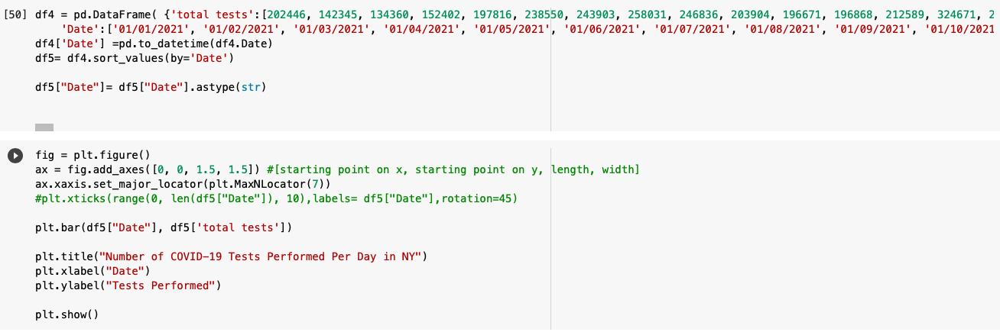 [50] df4 = pd.DataFrame( {'total tests':[202446, 142345, 134360, 152402, 197816, 238550, 243903, 258031, 246836, 203904, 196671, 196868, 212589, 324671, 2
'Date':['01/01/2021', '01/02/2021', '01/03/2021', '01/04/2021', '01/05/2021', '01/06/2021', '01/07/2021', '01/08/2021', '01/09/2021', '01/10/2021
df4['Date'] =pd.to_datetime(df4.Date)
df5= df4.sort_values(by='Date')
df5["Date"]= df5["Date"].astype(str)
fig = plt.figure()
ax = fig.add_axes([0, 0, 1.5, 1.5]) #[starting point on x, starting point on y, length, width]
ax.xaxis.set_major_locator(plt.MaxNLocator(7))
#plt.xticks(range(0, len(df5["Date"]), 10),labels= df5["Date"],rotation=45)
plt.bar(df5["Date"], df5['total tests'])
plt.title("Number of COVID-19 Tests Performed Per Day in NY")
plt.xlabel("Date")
plt.ylabel("Tests Performed")
plt.show()